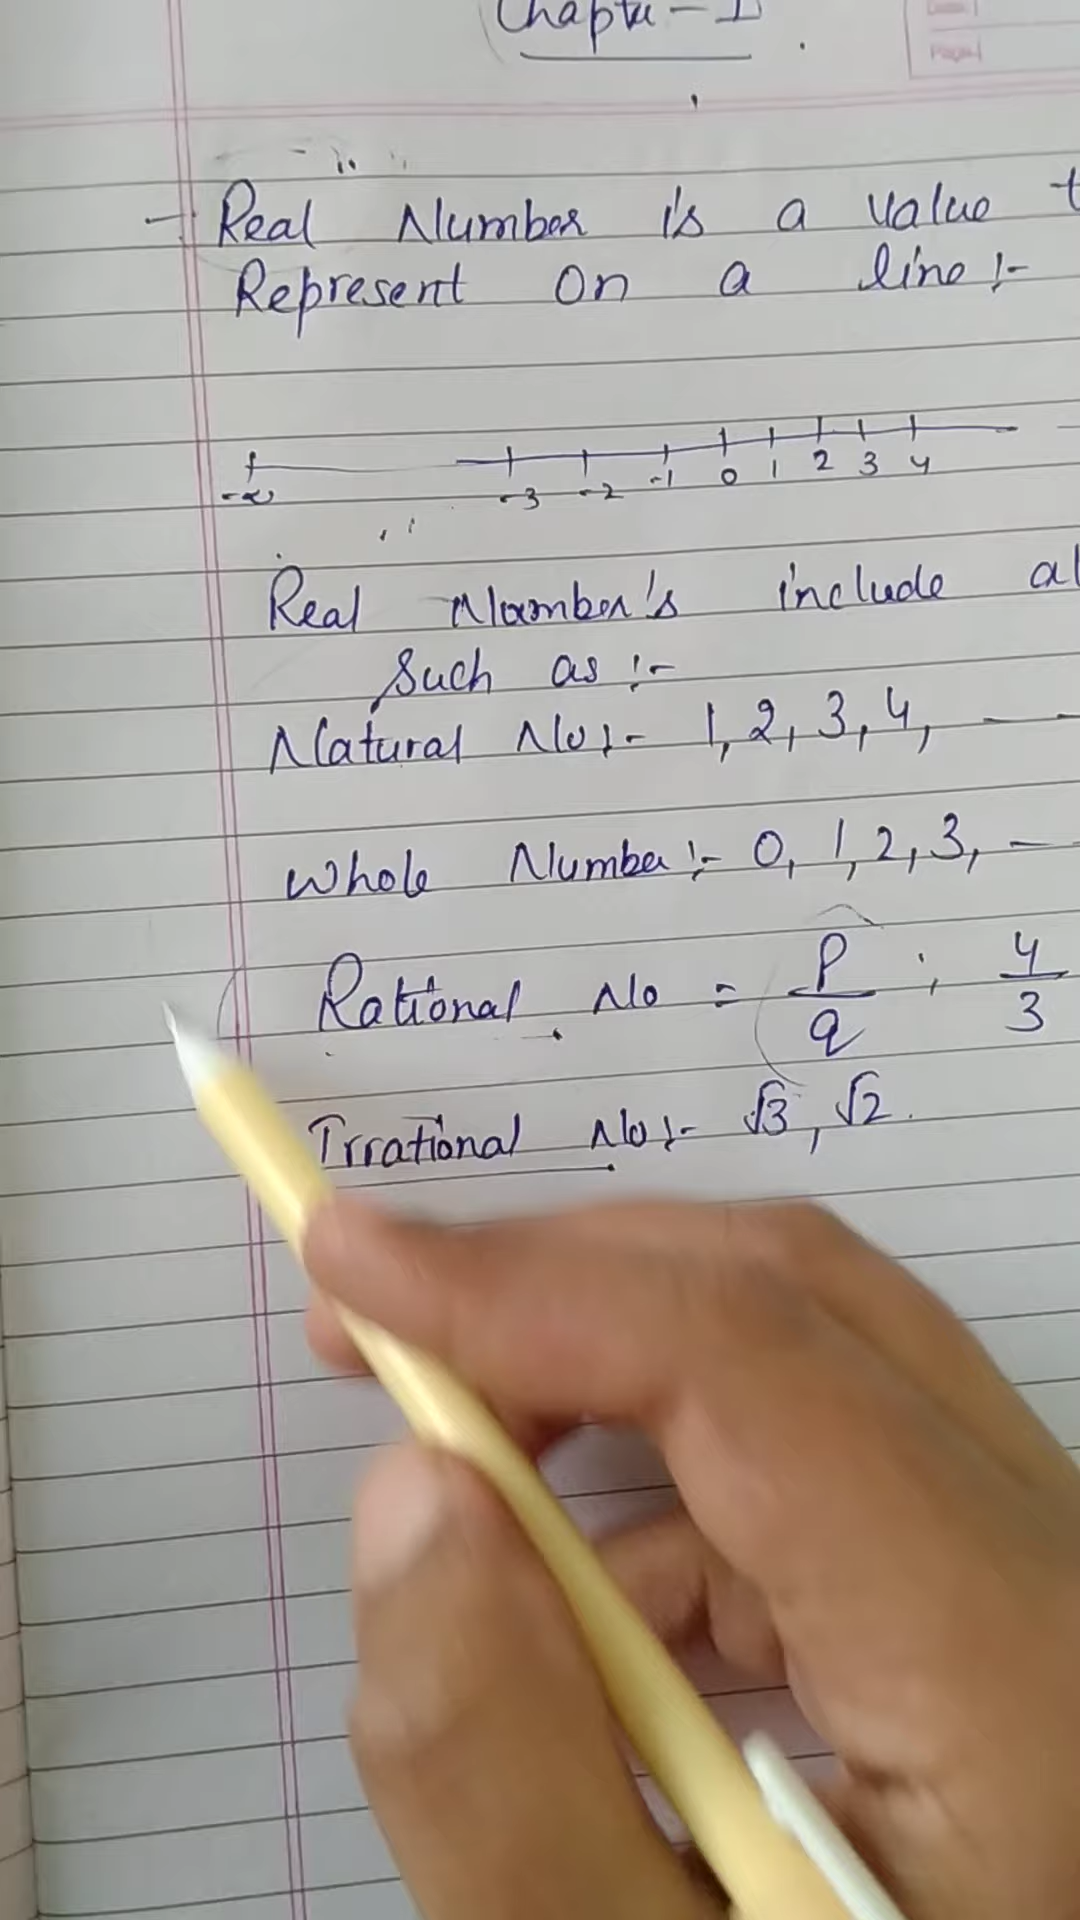 Chapter - I
Page
- Real Number is a value
Represent on a line :-
-∞ -3 -2 -1 0 1 2 3 4
Real Number's include
Such as :-
Natural No :- 1, 2, 3, 4, - -
Whole Number :- 0, 1, 2, 3, -
Rational No = P/q ; 4/3
Irrational No :- √3, √2.